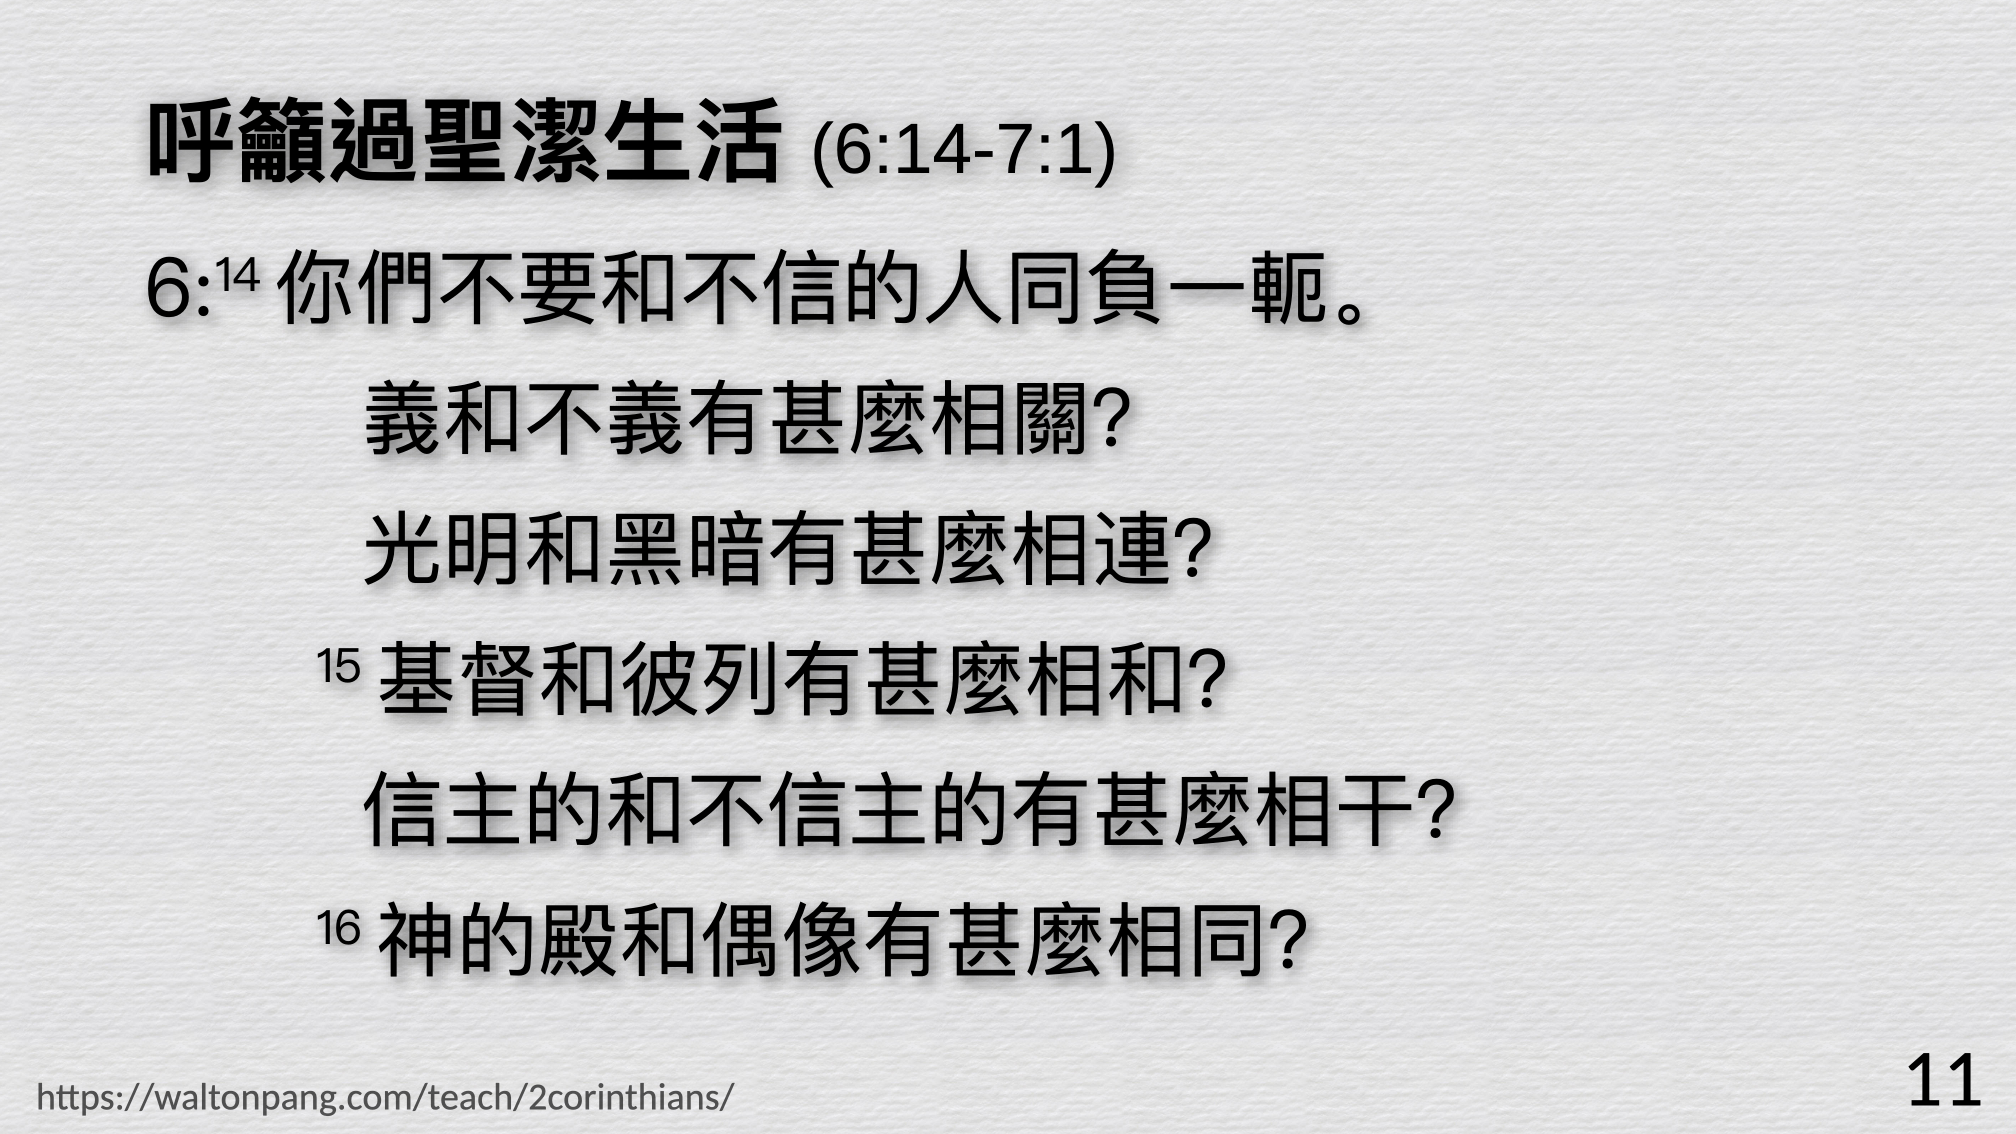 呼籲過聖潔生活 (6:14-7:1)
6:14 你們不要和不信的人同負一軛。
義和不義有甚麼相關?
光明和黑暗有甚麼相連?
15 基督和彼列有甚麼相和?
信主的和不信主的有甚麼相干?
16 神的殿和偶像有甚麼相同?
https://waltonpang.com/teach/2corinthians/
11